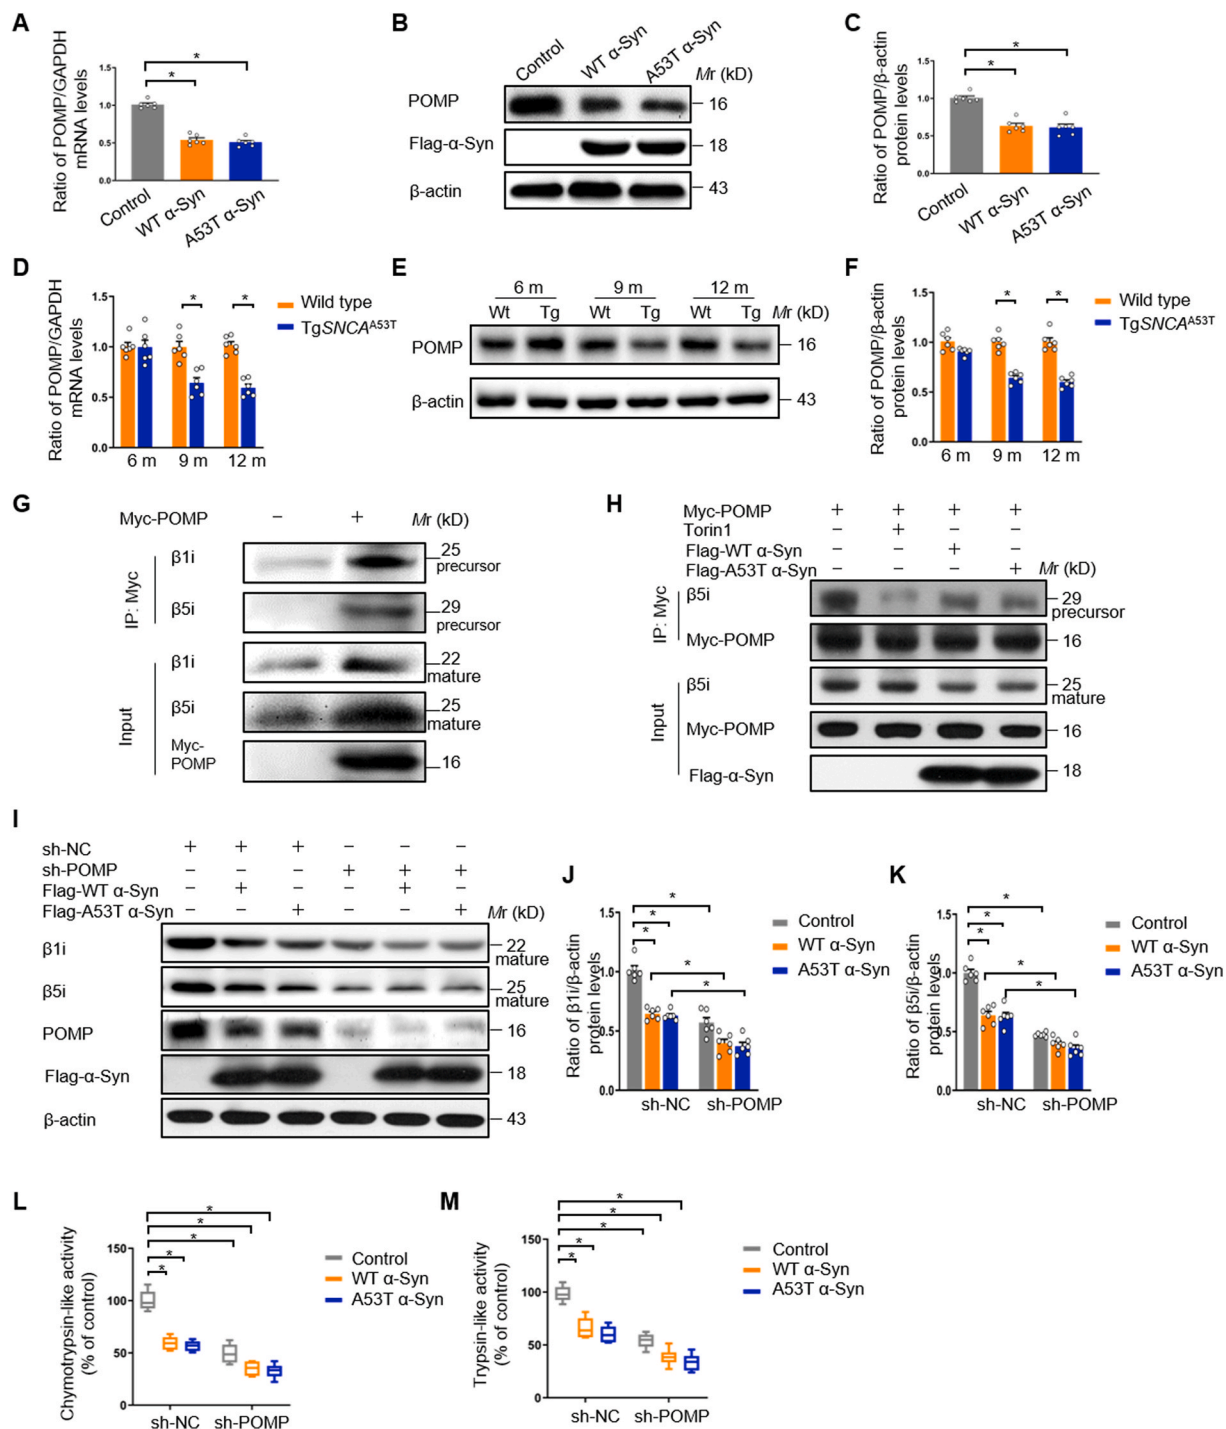 A
Ratio of POMP/GAPDH
mRNA levels
1.5
1.0
0.5
0.0
*
*
Control
WT α-Syn
A53T α-Syn
B
Control
WT α-Syn
A53T α-Syn
Mr (kD)
POMP
16
Flag-α-Syn
18
β-actin
43
C
Ratio of POMP/β-actin
protein levels
1.5
1.0
0.5
0.0
*
*
Control
WT α-Syn
A53T α-Syn
D
Ratio of POMP/GAPDH
mRNA levels
1.5
1.0
0.5
0.0
*
*
6 m
9 m
12 m
Wild type
TgSNCAA53T
E
6 m
9 m
12 m
Wt
Tg
Wt
Tg
Wt
Tg
Mr (kD)
POMP
16
β-actin
43
F
Ratio of POMP/β-actin
protein levels
1.5
1.0
0.5
0.0
*
*
6 m
9 m
12 m
Wild type
TgSNCAA53T
G
Myc-POMP
−
+
Mr (kD)
IP: Myc
β1i
25
precursor
β5i
29
precursor
Input
β1i
22
mature
β5i
25
mature
Myc-
POMP
16
H
Myc-POMP + + + +
Torin1 − + − −
Flag-WT α-Syn − − + −
Flag-A53T α-Syn − − − + Mr (kD)
IP: Myc
β5i
29
precursor
Myc-POMP
16
Input
β5i
25
mature
Myc-POMP
16
Flag-α-Syn
18
I
sh-NC + + + − − −
sh-POMP − − − + + +
Flag-WT α-Syn − + − − + −
Flag-A53T α-Syn − − + − − + Mr (kD)
β1i
22
mature
β5i
25
mature
POMP
16
Flag-α-Syn
18
β-actin
43
J
Ratio of β1i/β-actin
protein levels
1.5
1.0
0.5
0.0
*
*
*
*
*
sh-NC
sh-POMP
Control
WT α-Syn
A53T α-Syn
K
Ratio of β5i/β-actin
protein levels
1.5
1.0
0.5
0.0
*
*
*
*
*
sh-NC
sh-POMP
Control
WT α-Syn
A53T α-Syn
L
Chymotrypsin-like activity
(% of control)
150
100
50
0
*
*
*
*
*
sh-NC
sh-POMP
Control
WT α-Syn
A53T α-Syn
M
Trypsin-like activity
(% of control)
150
100
50
0
*
*
*
*
*
sh-NC
sh-POMP
Control
WT α-Syn
A53T α-Syn